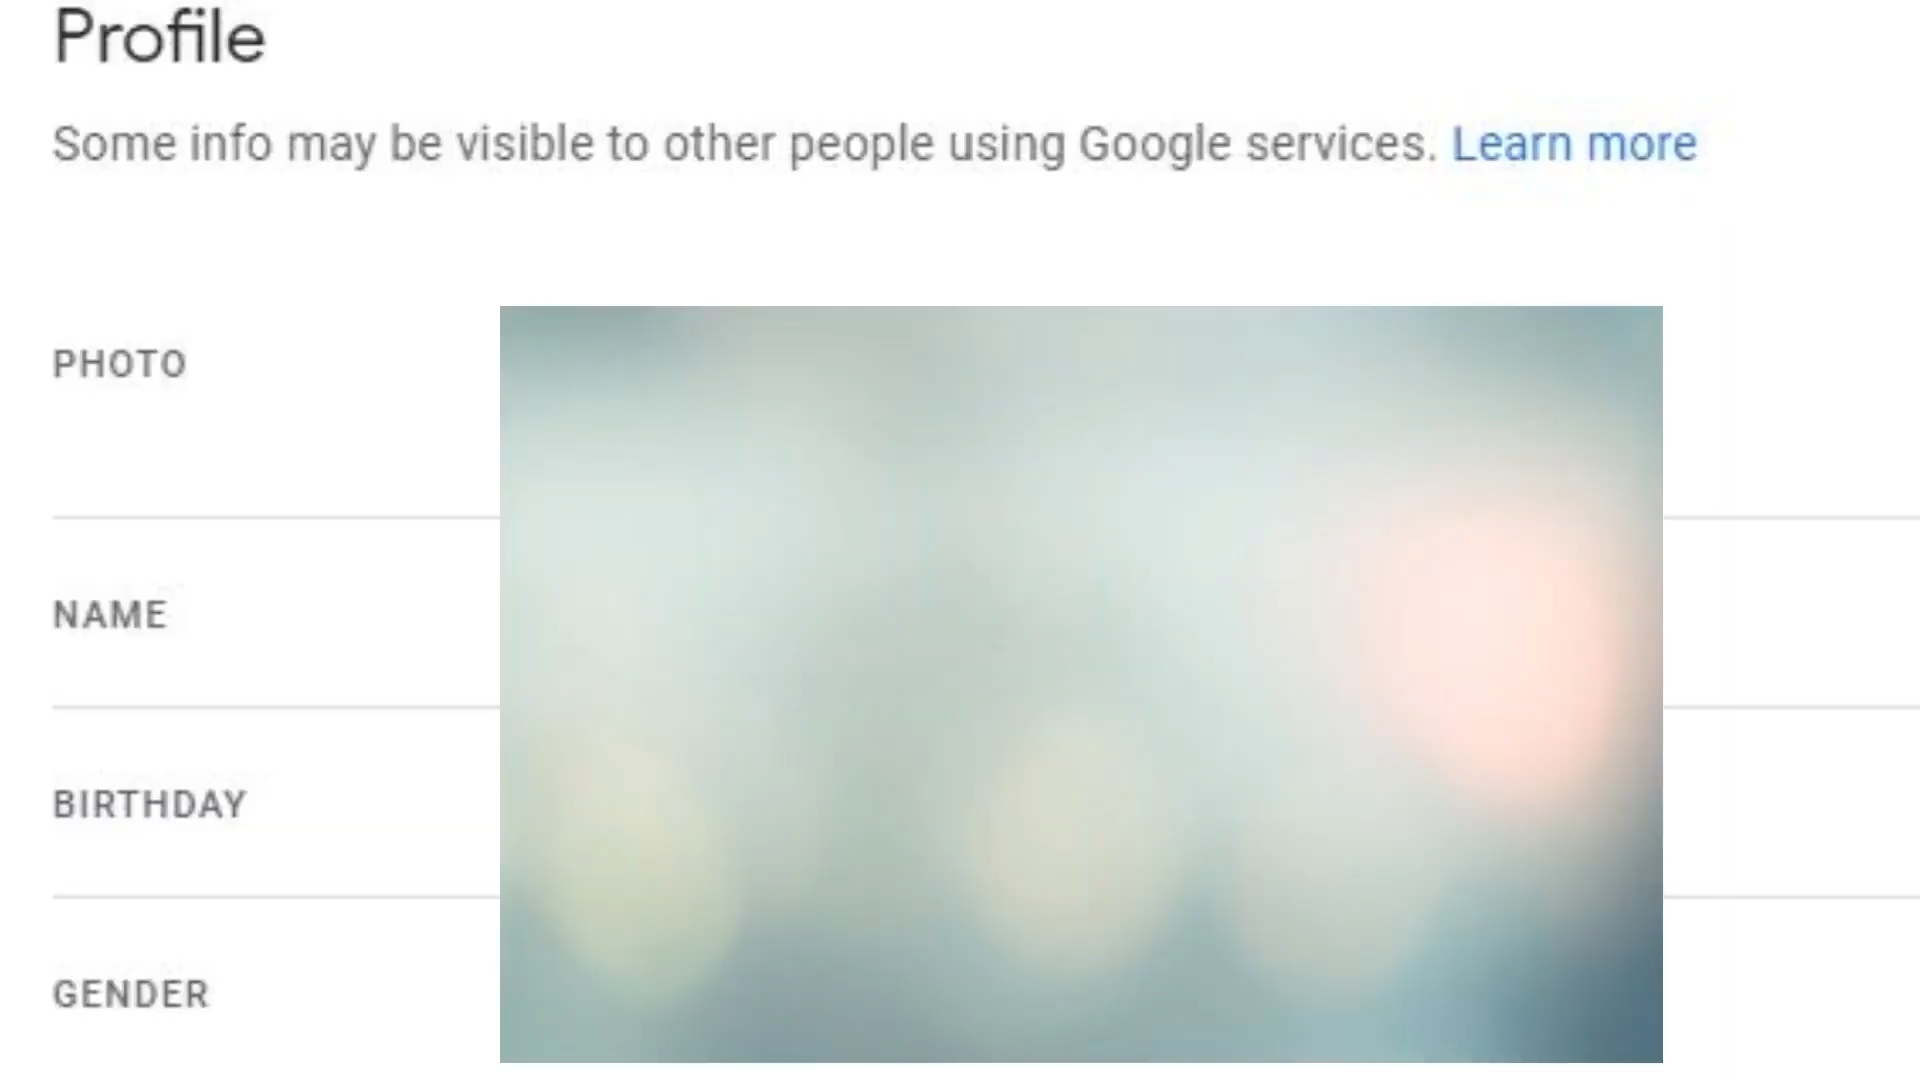 Profile
Some info may be visible to other people using Google services. Learn more
PHOTO
NAME
BIRTHDAY
GENDER